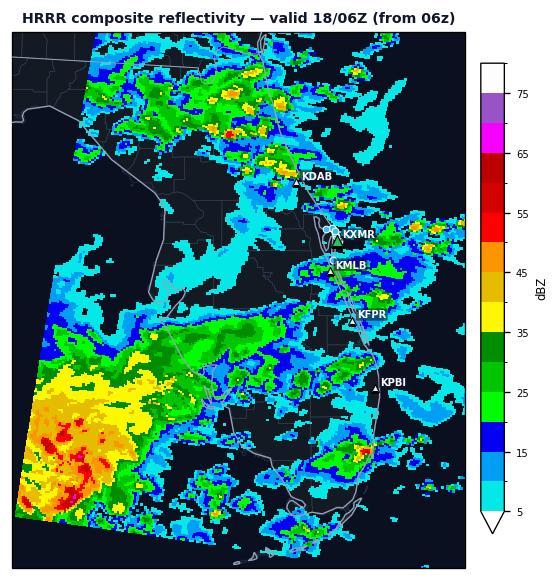 HRRR composite reflectivity — valid 18/06Z (from 06z)
75
65
55
45
35
25
15
5
dBZ
KDAB
KXMR
KMLB
KFPR
KPBI